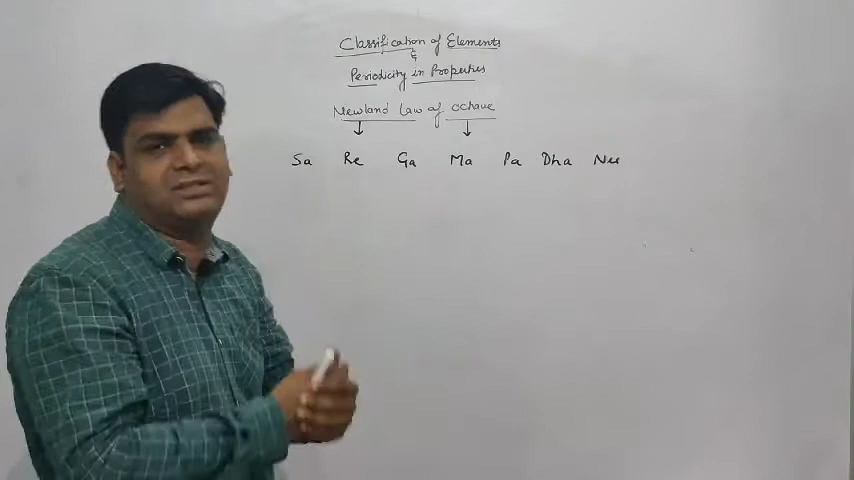 Classification of Elements
&
Periodicity in Properties
Newland Law of octave
Sa Re Ga Ma Pa Dha Nee